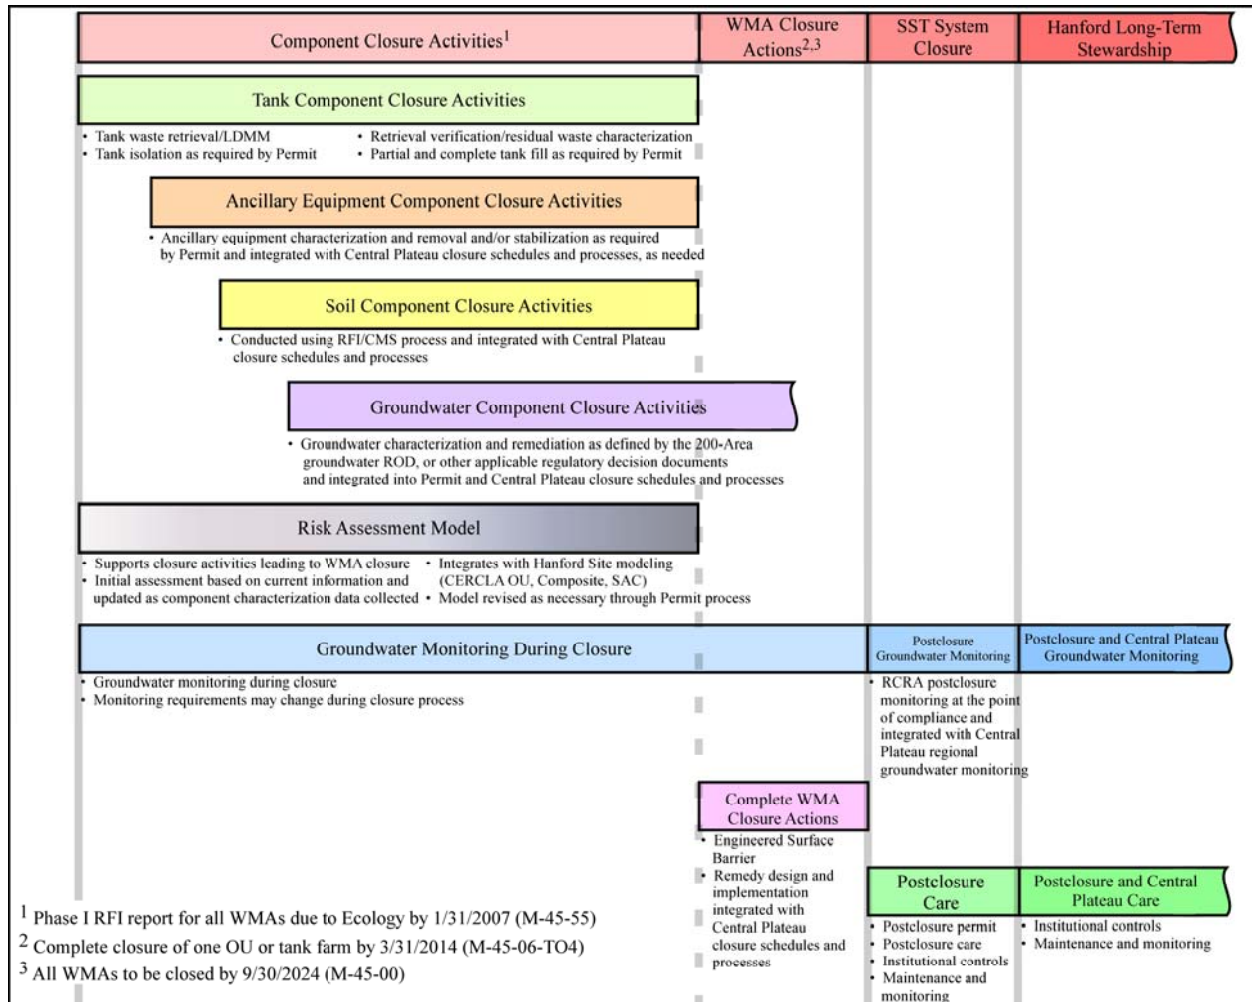 Component Closure Activities1
WMA Closure
Actions2,3
SST System
Closure
Hanford Long-Term
Stewardship
Tank Component Closure Activities
• Tank waste retrieval/LDMM
• Tank isolation as required by Permit
• Retrieval verification/residual waste characterization
• Partial and complete tank fill as required by Permit
Ancillary Equipment Component Closure Activities
• Ancillary equipment characterization and removal and/or stabilization as required
by Permit and integrated with Central Plateau closure schedules and processes, as needed
Soil Component Closure Activities
• Conducted using RFI/CMS process and integrated with Central Plateau
closure schedules and processes
Groundwater Component Closure Activities
• Groundwater characterization and remediation as defined by the 200-Area
groundwater ROD, or other applicable regulatory decision documents
and integrated into Permit and Central Plateau closure schedules and processes
Risk Assessment Model
- Supports closure activities leading to WMA closure
• Initial assessment based on current information and
updated as component characterization data collected
- Integrates with Hanford Site modeling
(CERCLA OU, Composite, SAC)
• Model revised as necessary through Permit process
Groundwater Monitoring During Closure
Postclosure
Groundwater Monitoring
Postclosure and Central Plateau
Groundwater Monitoring
• Groundwater monitoring during closure
• Monitoring requirements may change during closure process
• RCRA postclosure
monitoring at the point
of compliance and
integrated with Central
Plateau regional
groundwater monitoring
Complete WMA
Closure Actions
• Engineered Surface
Barrier
• Remedy design and
implementation
integrated with
Central Plateau
closure schedules and
processes
Postclosure
Care
Postclosure and Central
Plateau Care
• Postclosure permit
• Postclosure care
• Institutional controls
• Maintenance and
monitoring
• Institutional controls
• Maintenance and monitoring
1 Phase I RFI report for all WMAs due to Ecology by 1/31/2007 (M-45-55)
2 Complete closure of one OU or tank farm by 3/31/2014 (M-45-06-TO4)
3 All WMAs to be closed by 9/30/2024 (M-45-00)